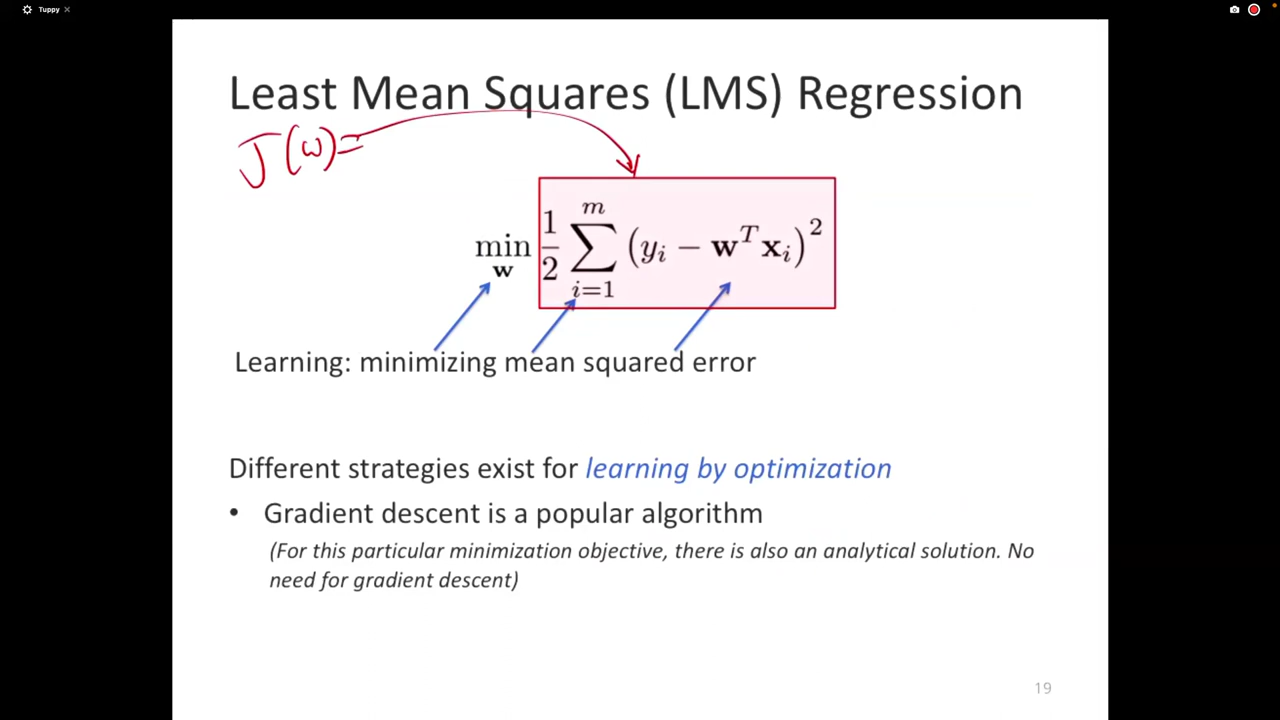 Tuppy
Least Mean Squares (LMS) Regression
J(w)=
min_w 1/2 ∑_{i=1}^{m} (y_i − w^T x_i)^2
Learning: minimizing mean squared error
Different strategies exist for learning by optimization
• Gradient descent is a popular algorithm
(For this particular minimization objective, there is also an analytical solution. No
need for gradient descent)
19